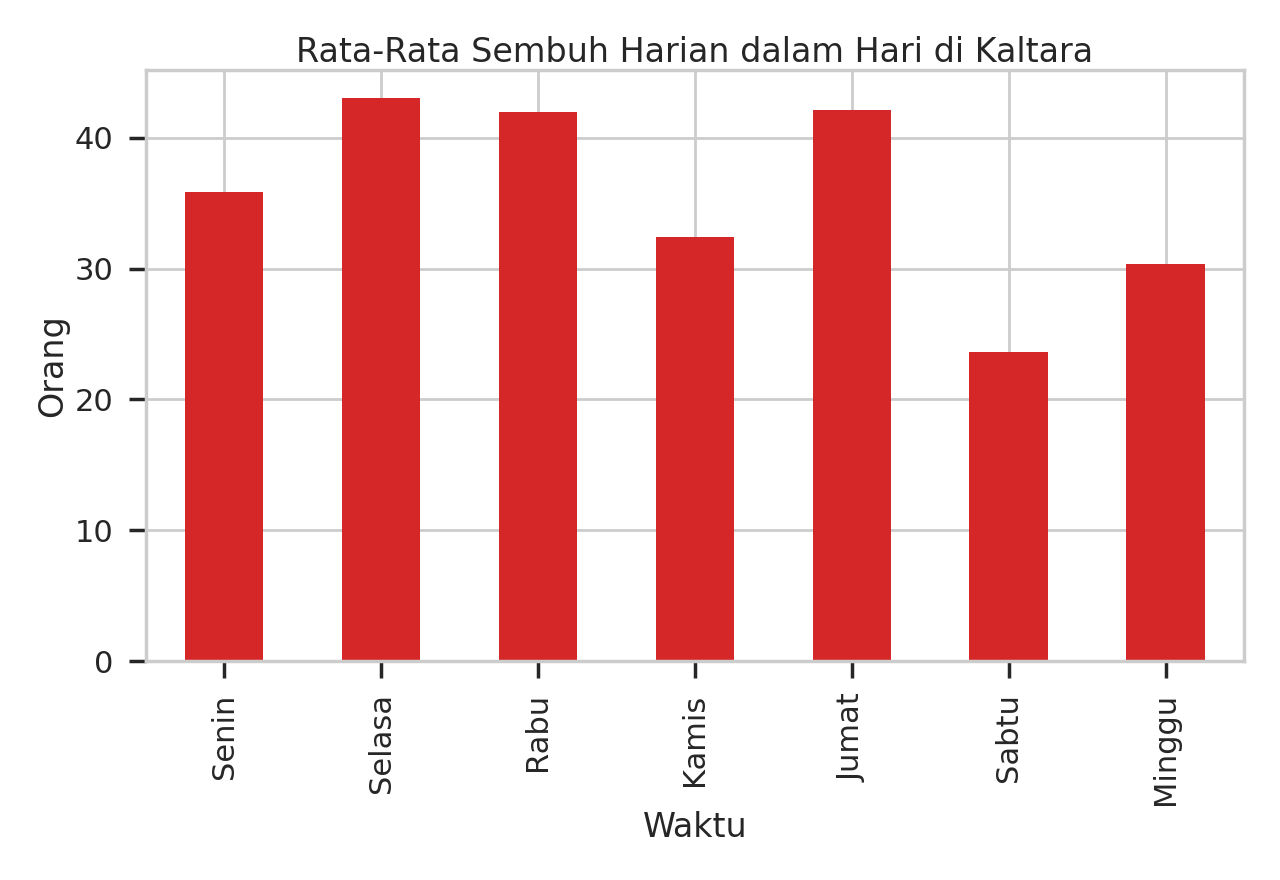 Rata-Rata Sembuh Harian dalam Hari di Kaltara
40
30
20
10
0
Orang
Senin
Selasa
Rabu
Kamis
Jumat
Sabtu
Minggu
Waktu